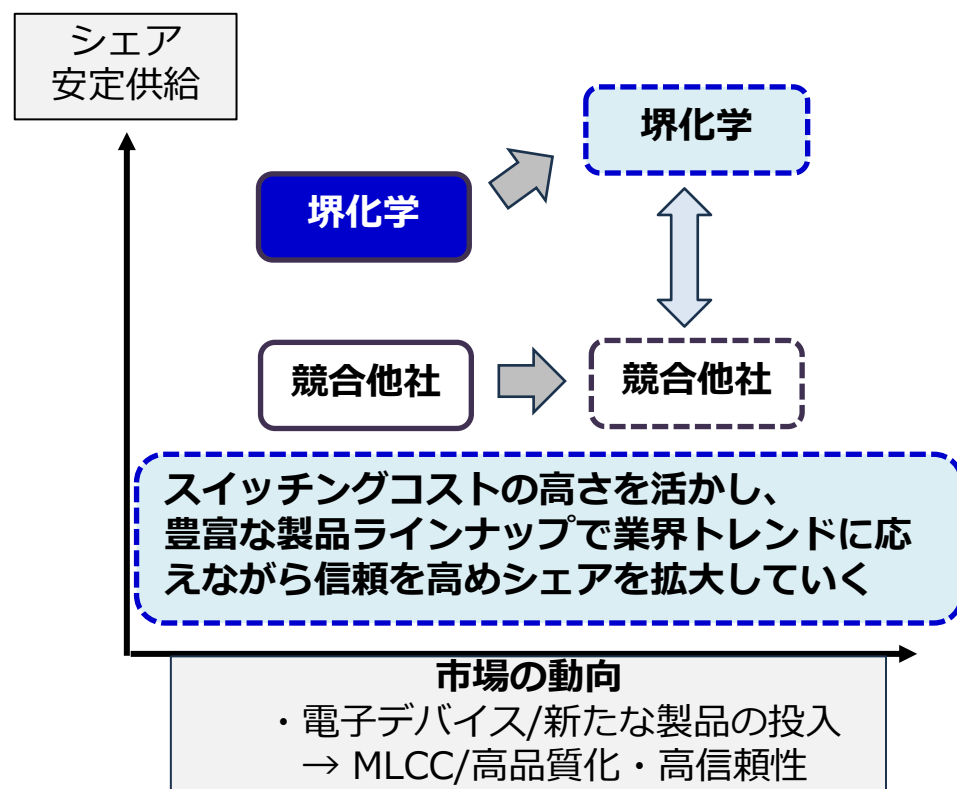 シェア
安定供給
堺化学
堺化学
競合他社
競合他社
スイッチングコストの高さを活かし、
豊富な製品ラインナップで業界トレンドに応
えながら信頼を高めシェアを拡大していく
市場の動向
・電子デバイス/新たな製品の投入
→ MLCC/高品質化・高信頼性